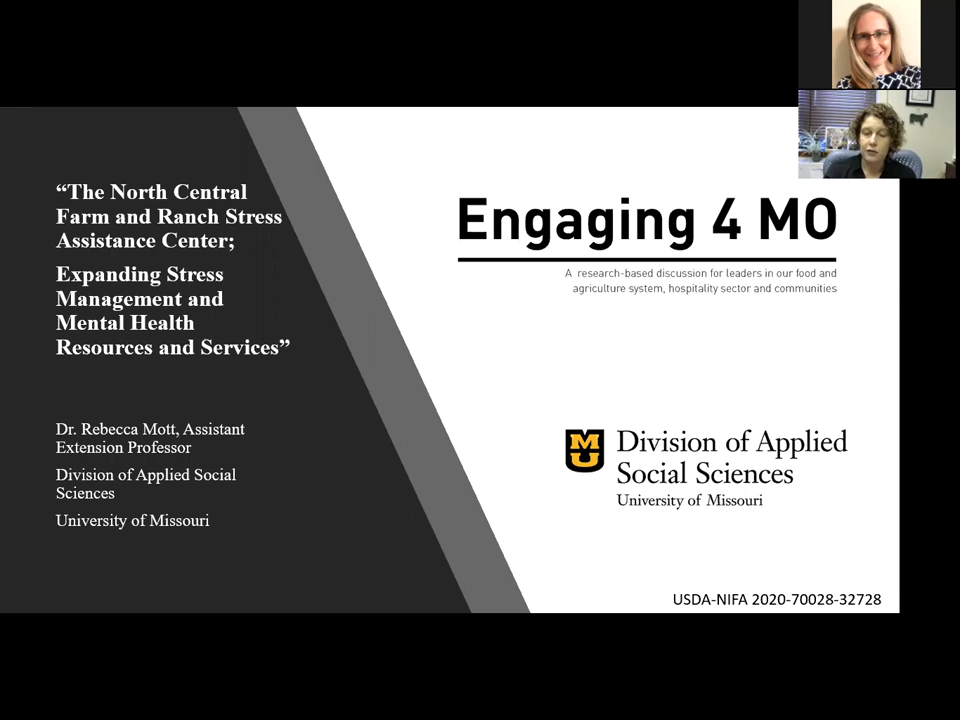 “The North Central
Farm and Ranch Stress
Assistance Center;
Expanding Stress
Management and
Mental Health
Resources and Services”
Dr. Rebecca Mott, Assistant
Extension Professor
Division of Applied Social
Sciences
University of Missouri
Engaging 4 MO
A research-based discussion for leaders in our food and
agriculture system, hospitality sector and communities
MU
Division of Applied
Social Sciences
University of Missouri
USDA-NIFA 2020-70028-32728